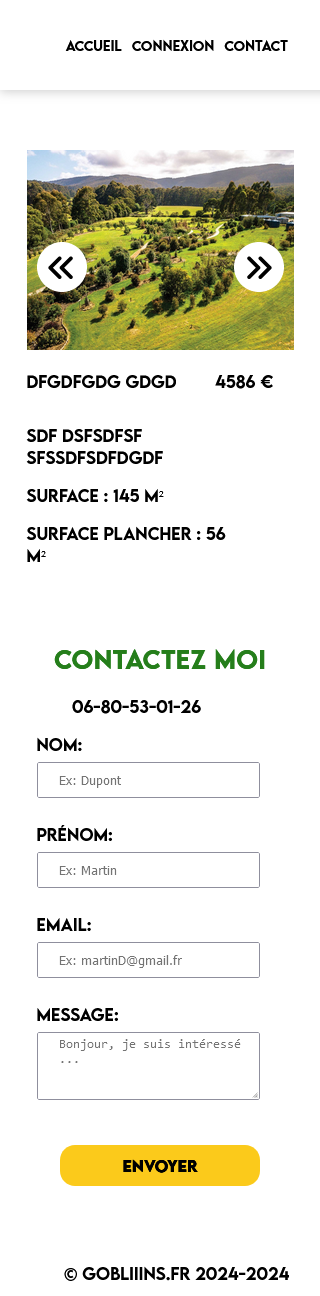 ACCUEIL CONNEXION CONTACT
DFGDFGDG GDGD 4586 €
SDF DSFSDFSF
SFSSDFSDFDGDF
SURFACE : 145 M²
SURFACE PLANCHER : 56
M²
CONTACTEZ MOI
06-80-53-01-26
NOM:
Ex: Dupont
PRÉNOM:
Ex: Martin
EMAIL:
Ex: martinD@gmail.fr
MESSAGE:
Bonjour, je suis intéressé
...
ENVOYER
© GOBLIIINS.FR 2024-2024